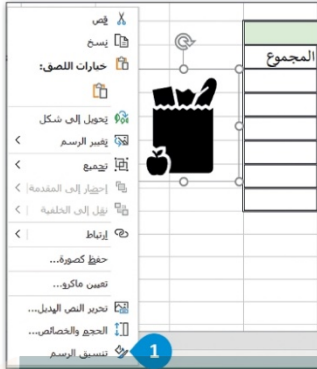 قص
نسخ
خيارات اللصق:
تحويل إلى شكل
تغيير الرسم
تجميع
إحضار إلى المقدمة
نقل إلى الخلفية
ارتباط
حفظ كصورة...
تعيين ماكرو...
تحرير النص البديل...
الحجم والخصائص...
تنسيق الرسم
1
المجموع